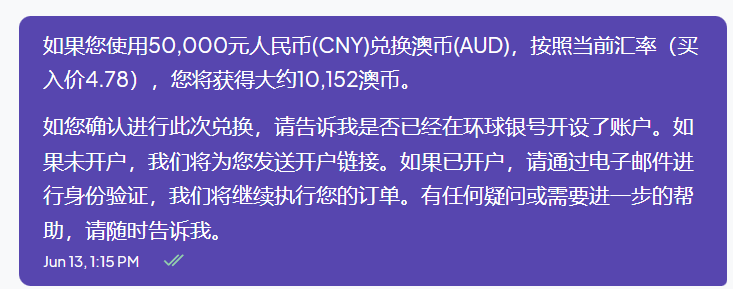 如果您使用50,000元人民币(CNY)兑换澳币(AUD)，按照当前汇率（买
入价4.78），您将获得大约10,152澳币。
如您确认进行此次兑换，请告诉我是否已经在环球银号开设了账户。如
果未开户，我们将为您发送开户链接。如果已开户，请通过电子邮件进
行身份验证，我们将继续执行您的订单。有任何疑问或需要进一步的帮
助，请随时告诉我。
Jun 13, 1:15 PM